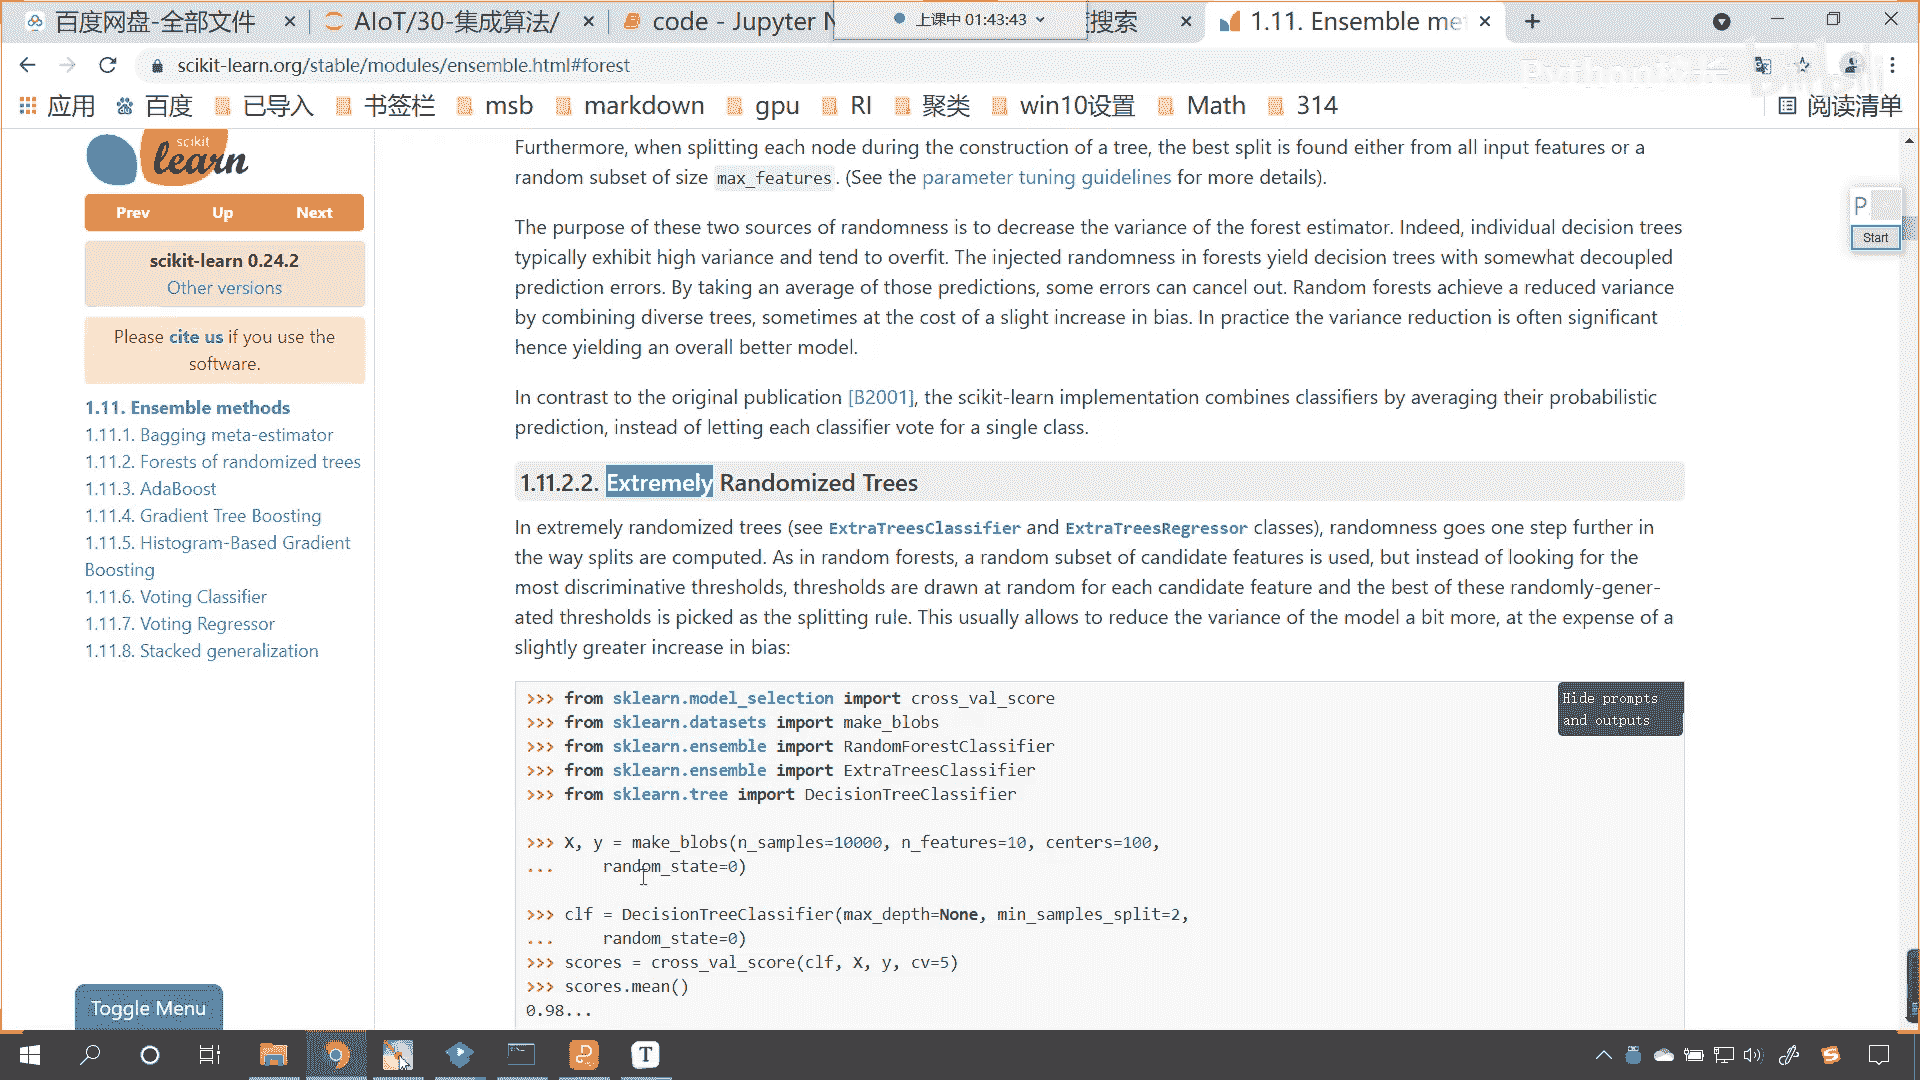 百度网盘-全部文件
AIoT/30-集成算法/
code - Jupyter N
上课中 01:43:43
搜索
1.11. Ensemble me
scikit-learn.org/stable/modules/ensemble.html#forest
应用 百度 已导入 书签栏 msb markdown gpu RI 聚类 win10设置 Math 314 阅读清单
scikit
learn
Prev Up Next
scikit-learn 0.24.2
Other versions
Please cite us if you use the
software.
1.11. Ensemble methods
1.11.1. Bagging meta-estimator
1.11.2. Forests of randomized trees
1.11.3. AdaBoost
1.11.4. Gradient Tree Boosting
1.11.5. Histogram-Based Gradient
Boosting
1.11.6. Voting Classifier
1.11.7. Voting Regressor
1.11.8. Stacked generalization
Toggle Menu
Furthermore, when splitting each node during the construction of a tree, the best split is found either from all input features or a
random subset of size max_features. (See the parameter tuning guidelines for more details).
The purpose of these two sources of randomness is to decrease the variance of the forest estimator. Indeed, individual decision trees
typically exhibit high variance and tend to overfit. The injected randomness in forests yield decision trees with somewhat decoupled
prediction errors. By taking an average of those predictions, some errors can cancel out. Random forests achieve a reduced variance
by combining diverse trees, sometimes at the cost of a slight increase in bias. In practice the variance reduction is often significant
hence yielding an overall better model.
In contrast to the original publication [B2001], the scikit-learn implementation combines classifiers by averaging their probabilistic
prediction, instead of letting each classifier vote for a single class.
1.11.2.2. Extremely Randomized Trees
In extremely randomized trees (see ExtraTreesClassifier and ExtraTreesRegressor classes), randomness goes one step further in
the way splits are computed. As in random forests, a random subset of candidate features is used, but instead of looking for the
most discriminative thresholds, thresholds are drawn at random for each candidate feature and the best of these randomly-gener-
ated thresholds is picked as the splitting rule. This usually allows to reduce the variance of the model a bit more, at the expense of a
slightly greater increase in bias:
>>> from sklearn.model_selection import cross_val_score
>>> from sklearn.datasets import make_blobs
>>> from sklearn.ensemble import RandomForestClassifier
>>> from sklearn.ensemble import ExtraTreesClassifier
>>> from sklearn.tree import DecisionTreeClassifier
>>> X, y = make_blobs(n_samples=10000, n_features=10, centers=100,
... random_state=0)
>>> clf = DecisionTreeClassifier(max_depth=None, min_samples_split=2,
... random_state=0)
>>> scores = cross_val_score(clf, X, y, cv=5)
>>> scores.mean()
0.98...
Hide prompts
and outputs
P
Start